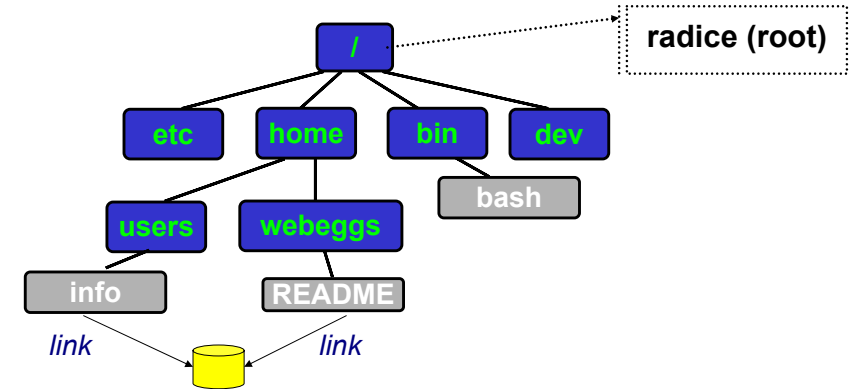 radice (root)
/
etc
home
bin
dev
bash
users
webeggs
info
README
link
link